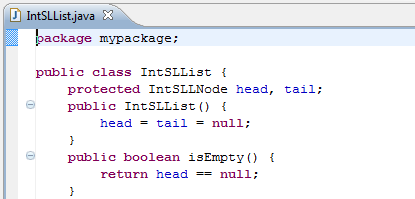 IntSLList.java
package mypackage;
public class IntSLList {
    protected IntSLLNode head, tail;
    public IntSLList() {
        head = tail = null;
    }
    public boolean isEmpty() {
        return head == null;
    }